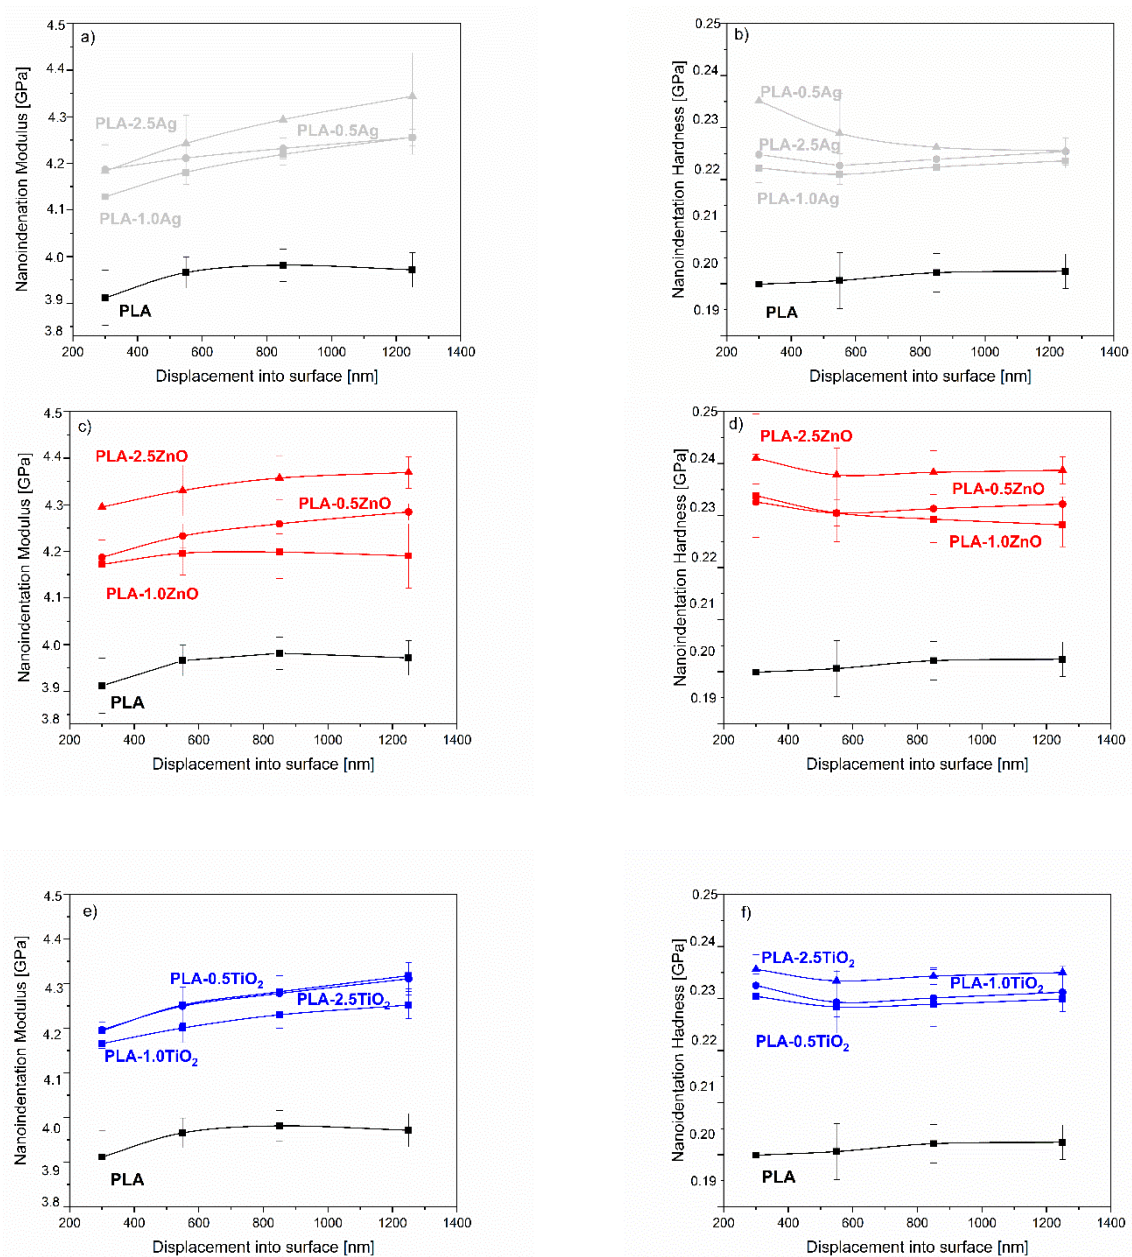 a)
Nanoindenation Modulus [GPa]
4.5
4.4
4.3
4.2
4.1
4.0
3.9
3.8
PLA-2.5Ag
PLA-0.5Ag
PLA-1.0Ag
PLA
200 400 600 800 1000 1200 1400
Displacement into surface [nm]
b)
Nanoindentation Hardness [GPa]
0.25
0.24
0.23
0.22
0.21
0.20
0.19
PLA-0.5Ag
PLA-2.5Ag
PLA-1.0Ag
PLA
200 400 600 800 1000 1200 1400
Displacement into surface [nm]
c)
Nanoindentation Modulus [GPa]
4.5
4.4
4.3
4.2
4.1
4.0
3.9
3.8
PLA-2.5ZnO
PLA-0.5ZnO
PLA-1.0ZnO
PLA
200 400 600 800 1000 1200 1400
Displacement into surface [nm]
d)
Nanoindentation Hardness [GPa]
0.25
0.24
0.23
0.22
0.21
0.20
0.19
PLA-2.5ZnO
PLA-0.5ZnO
PLA-1.0ZnO
PLA
200 400 600 800 1000 1200 1400
Displacement into surface [nm]
e)
Nanoindentation Modulus [GPa]
4.5
4.4
4.3
4.2
4.1
4.0
3.9
3.8
PLA-0.5TiO₂
PLA-2.5TiO₂
PLA-1.0TiO₂
PLA
200 400 600 800 1000 1200 1400
Displacement into surface [nm]
f)
Nanoidentation Hadness [GPa]
0.25
0.24
0.23
0.22
0.21
0.20
0.19
PLA-2.5TiO₂
PLA-1.0TiO₂
PLA-0.5TiO₂
PLA
200 400 600 800 1000 1200 1400
Displacement into surface [nm]